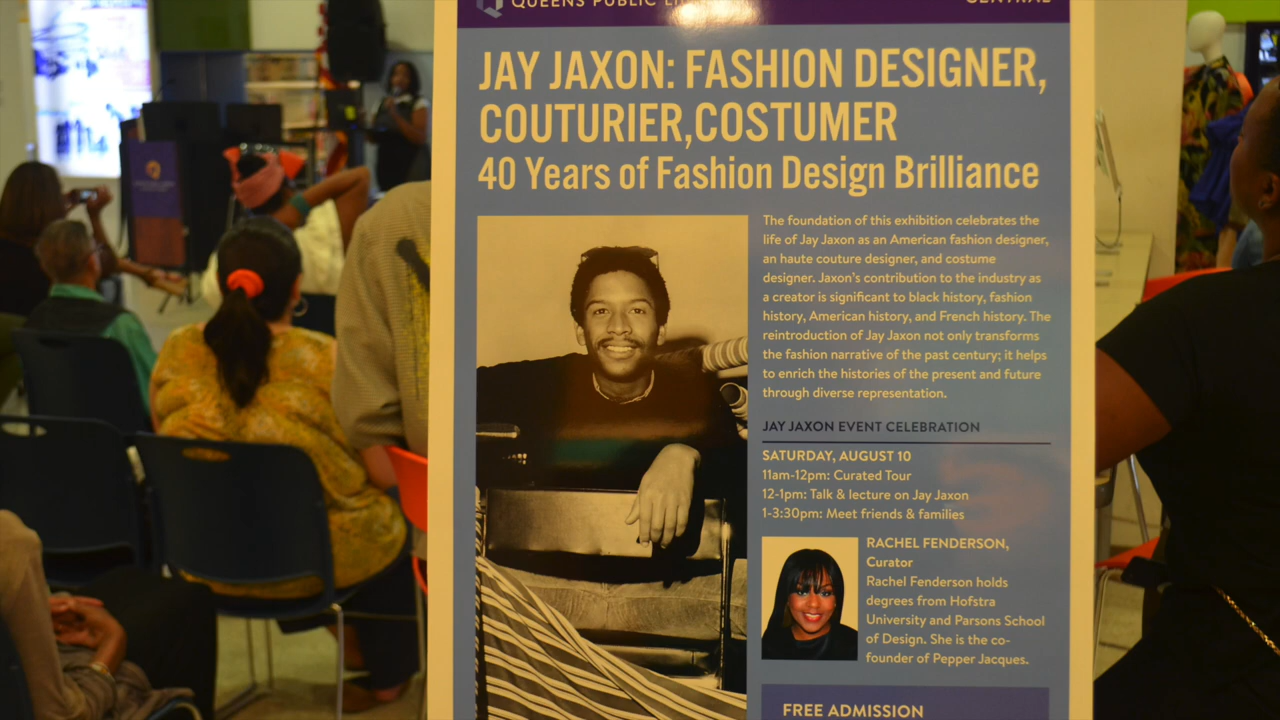 QUEENS PUBLIC
CENTRAL
JAY JAXON: FASHION DESIGNER,
COUTURIER,COSTUMER
40 Years of Fashion Design Brilliance
The foundation of this exhibition celebrates the
life of Jay Jaxon as an American fashion designer,
an haute couture designer, and costume
designer. Jaxon's contribution to the industry as
a creator is significant to black history, fashion
history, American history, and French history. The
reintroduction of Jay Jaxon not only transforms
the fashion narrative of the past century; it helps
to enrich the histories of the present and future
through diverse representation.
JAY JAXON EVENT CELEBRATION
SATURDAY, AUGUST 10
11am-12pm: Curated Tour
12-1pm: Talk & lecture on Jay Jaxon
1-3:30pm: Meet friends & families
RACHEL FENDERSON,
Curator
Rachel Fenderson holds
degrees from Hofstra
University and Parsons School
of Design. She is the co-
founder of Pepper Jacques.
FREE ADMISSION